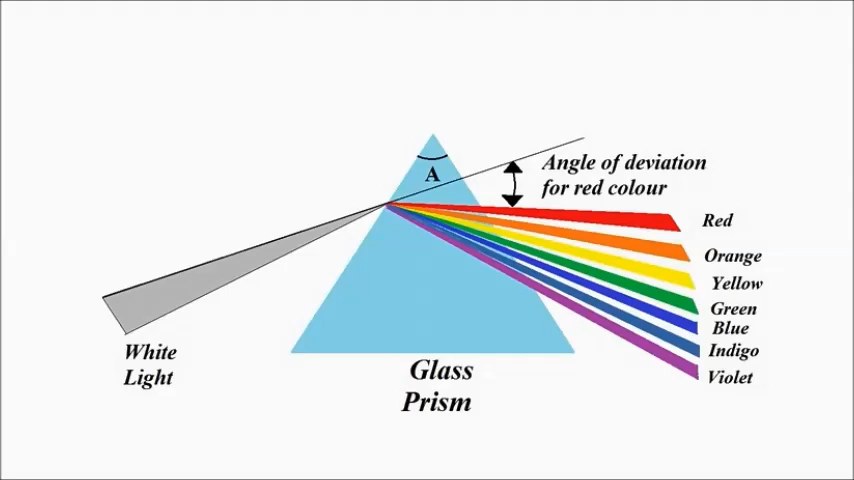 A
Angle of deviation
for red colour
Red
Orange
Yellow
Green
Blue
Indigo
Violet
White
Light
Glass
Prism